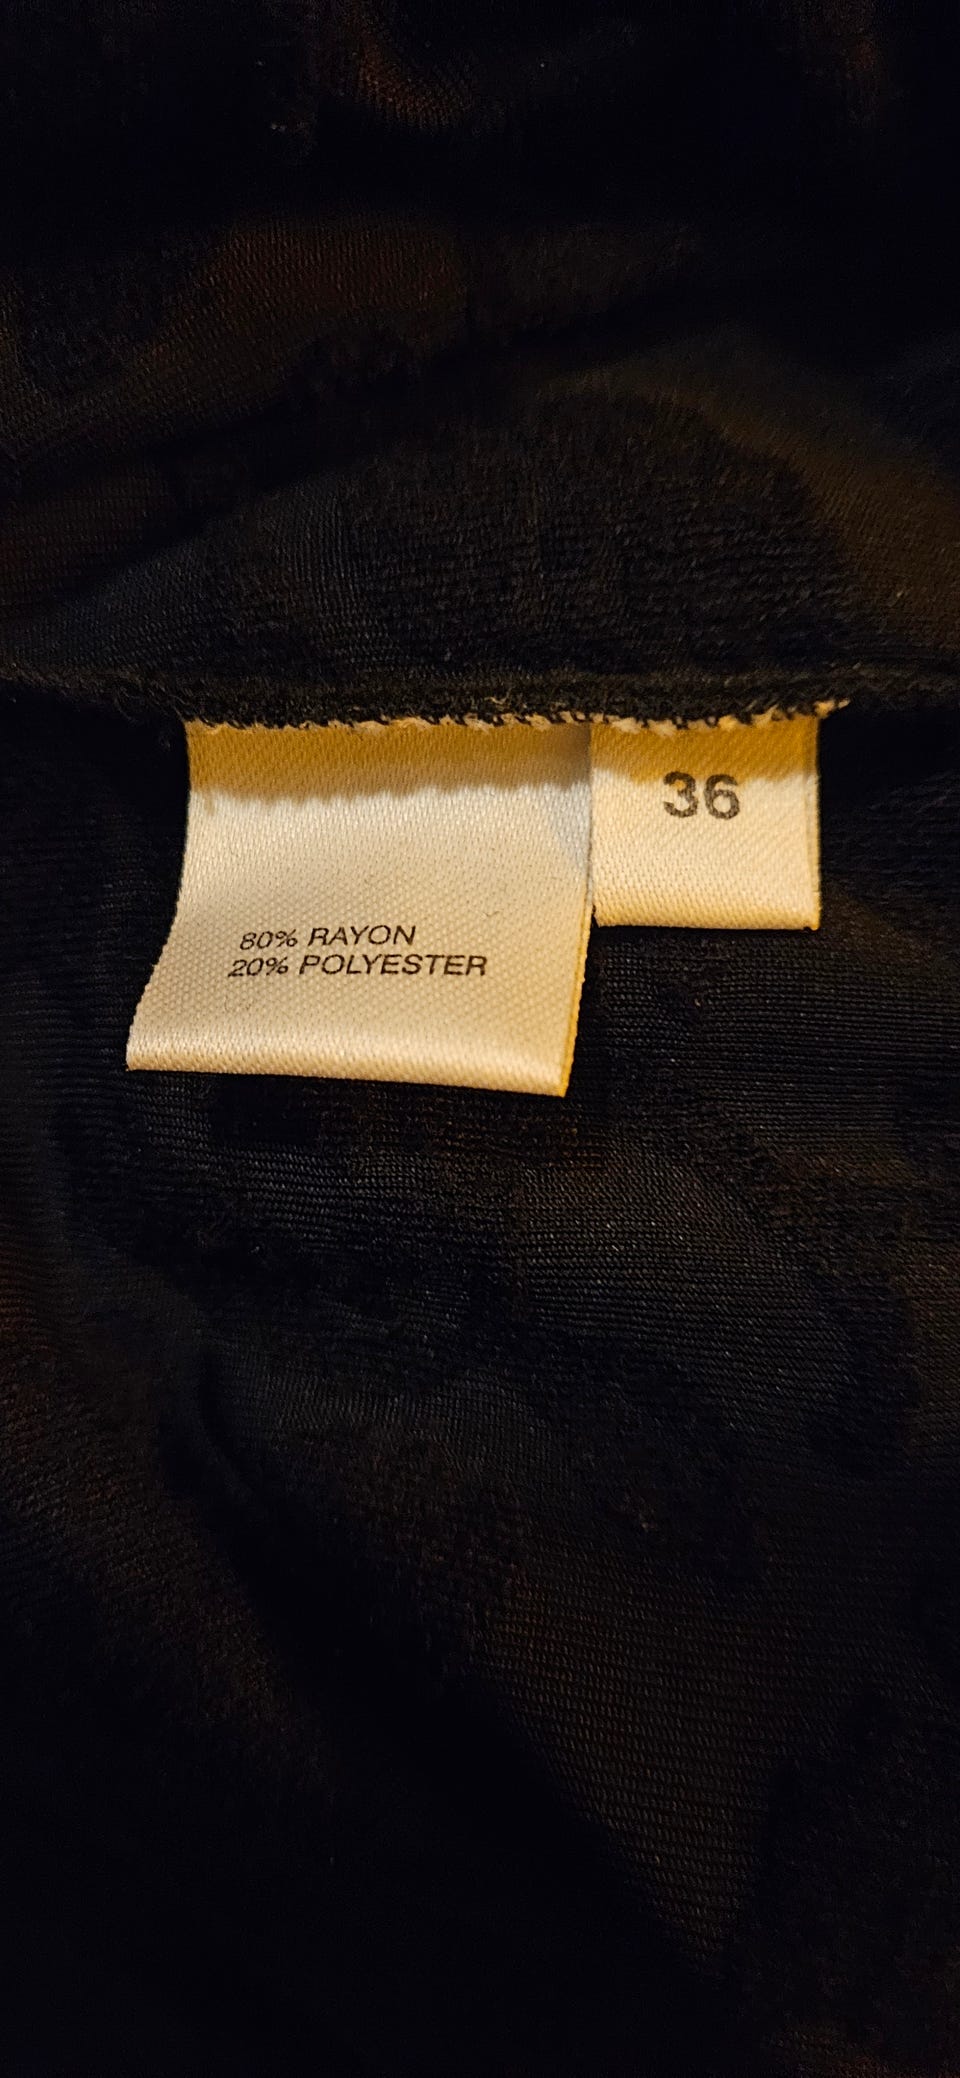 80% RAYON
20% POLYESTER
36